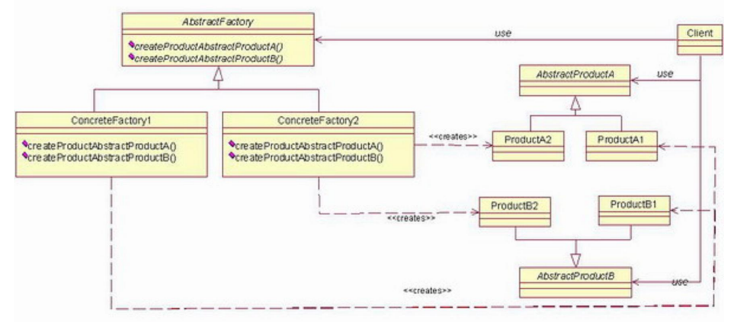 AbstractFactory
createProductAbstractProductA()
createProductAbstractProductB()
use
Client
AbstractProductA
use
ConcreteFactory1
createProductAbstractProductA()
createProductAbstractProductB()
ConcreteFactory2
createProductAbstractProductA()
createProductAbstractProductB()
<<creates>>
ProductA2
ProductA1
ProductB2
ProductB1
<<creates>>
AbstractProductB
use
<<creates>>